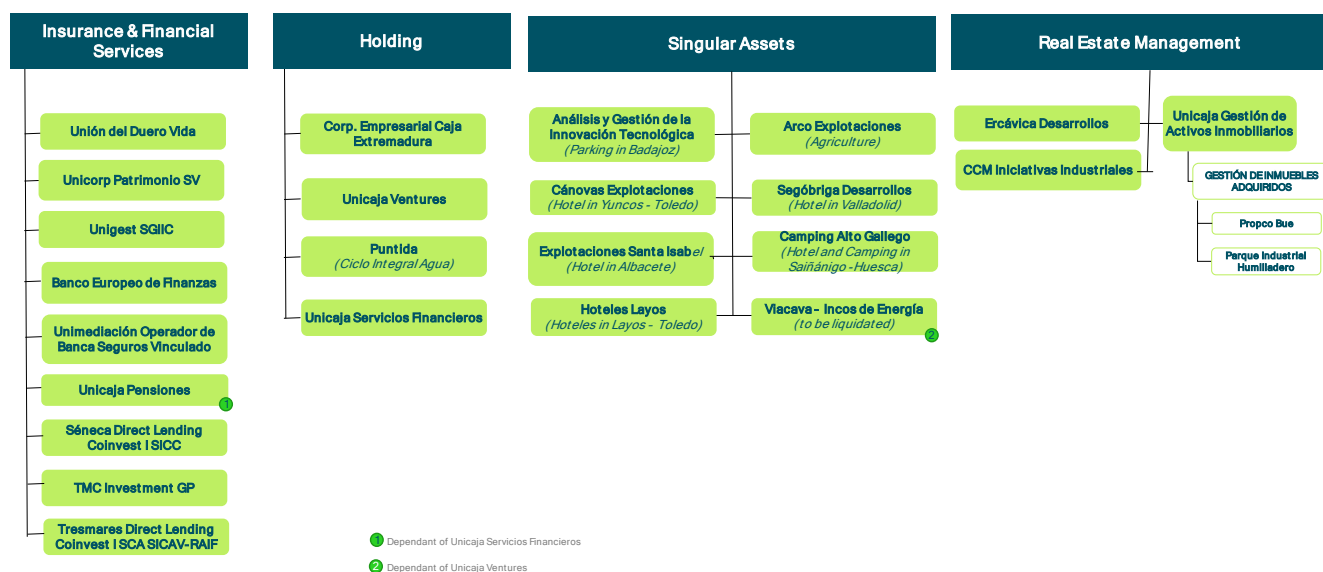 Insurance & Financial
Services
Unión del Duero Vida
Unicorp Patrimonio SV
Unigest SGIIC
Banco Europeo de Finanzas
Unimediación Operador de
Banca Seguros Vinculado
Unicaja Pensiones
1
Séneca Direct Lending
Coinvest I SICC
TMC Investment GP
Tresmares Direct Lending
Coinvest I SCA SICAV-RAIF
Holding
Corp. Empresarial Caja
Extremadura
Unicaja Ventures
Puntida
(Ciclo Integral Agua)
Unicaja Servicios Financieros
Singular Assets
Análisis y Gestión de la
Innovación Tecnológica
(Parking in Badajoz)
Arco Explotaciones
(Agriculture)
Cánovas Explotaciones
(Hotel in Yuncos - Toledo)
Segóbriga Desarrollos
(Hotel in Valladolid)
Explotaciones Santa Isabel
(Hotel in Albacete)
Camping Alto Gallego
(Hotel and Camping in
Saiñánigo -Huesca)
Hoteles Layos
(Hoteles in Layos - Toledo)
Viacava - Incos de Energía
(to be liquidated)
2
Real Estate Management
Ercávica Desarrollos
CCM Iniciativas Industriales
Unicaja Gestión de
Activos Inmobiliarios
GESTIÓN DE INMUEBLES
ADQUIRIDOS
Propco Bue
Parque Industrial
Humilladero
1 Dependant of Unicaja Servicios Financieros
2 Dependant of Unicaja Ventures